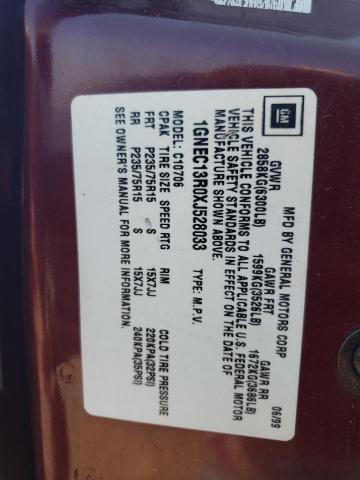 GM
MFD BY GENERAL MOTORS CORP 06/99
GVWR GAWR FRT GAWR RR
2858KG(6300LB) 1599KG(3526LB) 1672KG(3686LB)
THIS VEHICLE CONFORMS TO ALL APPLICABLE U.S. FEDERAL MOTOR
VEHICLE SAFETY STANDARDS IN EFFECT ON THE DATE OF
MANUFACTURE SHOWN ABOVE.
1GNEC13R0XJ528033 TYPE: M.P.V.
MODEL: C10706
CPAK TIRE SIZE SPEED RTG RIM COLD TIRE PRESSURE
FRT P235/75R15 S 15X7JJ 220KPA(32PSI)
RR P235/75R15 S 15X7JJ 240KPA(35PSI)
SEE OWNER'S MANUAL FOR MORE INFORMATION.